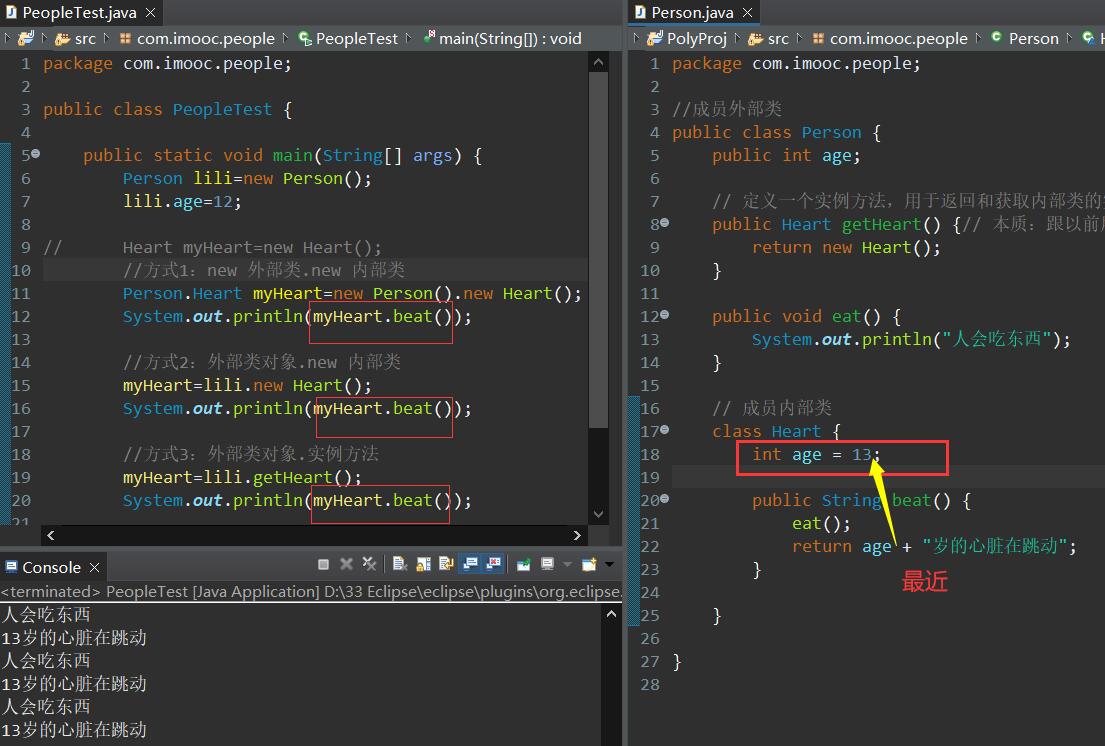 PeopleTest.java
src com.imooc.people PeopleTest main(String[]) : void
1 package com.imooc.people;
2
3 public class PeopleTest {
4
5 public static void main(String[] args) {
6 Person lili=new Person();
7 lili.age=12;
8
9 // Heart myHeart=new Heart();
10 //方式1：new 外部类.new 内部类
11 Person.Heart myHeart=new Person().new Heart();
12 System.out.println(myHeart.beat());
13
14 //方式2：外部类对象.new 内部类
15 myHeart=lili.new Heart();
16 System.out.println(myHeart.beat());
17
18 //方式3：外部类对象.实例方法
19 myHeart=lili.getHeart();
20 System.out.println(myHeart.beat());
21
Console
<terminated> PeopleTest [Java Application] D:\33 Eclipse\eclipse\plugins\org.eclipse.
人会吃东西
13岁的心脏在跳动
人会吃东西
13岁的心脏在跳动
人会吃东西
13岁的心脏在跳动
Person.java
PolyProj src com.imooc.people Person
1 package com.imooc.people;
2
3 //成员外部类
4 public class Person {
5 public int age;
6
7 // 定义一个实例方法，用于返回和获取内部类的
8 public Heart getHeart() {// 本质：跟以前
9 return new Heart();
10 }
11
12 public void eat() {
13 System.out.println("人会吃东西");
14 }
15
16 // 成员内部类
17 class Heart {
18 int age = 13;
19
20 public String beat() {
21 eat();
22 return age + "岁的心脏在跳动";
23 }
最近
24
25 }
26
27 }
28